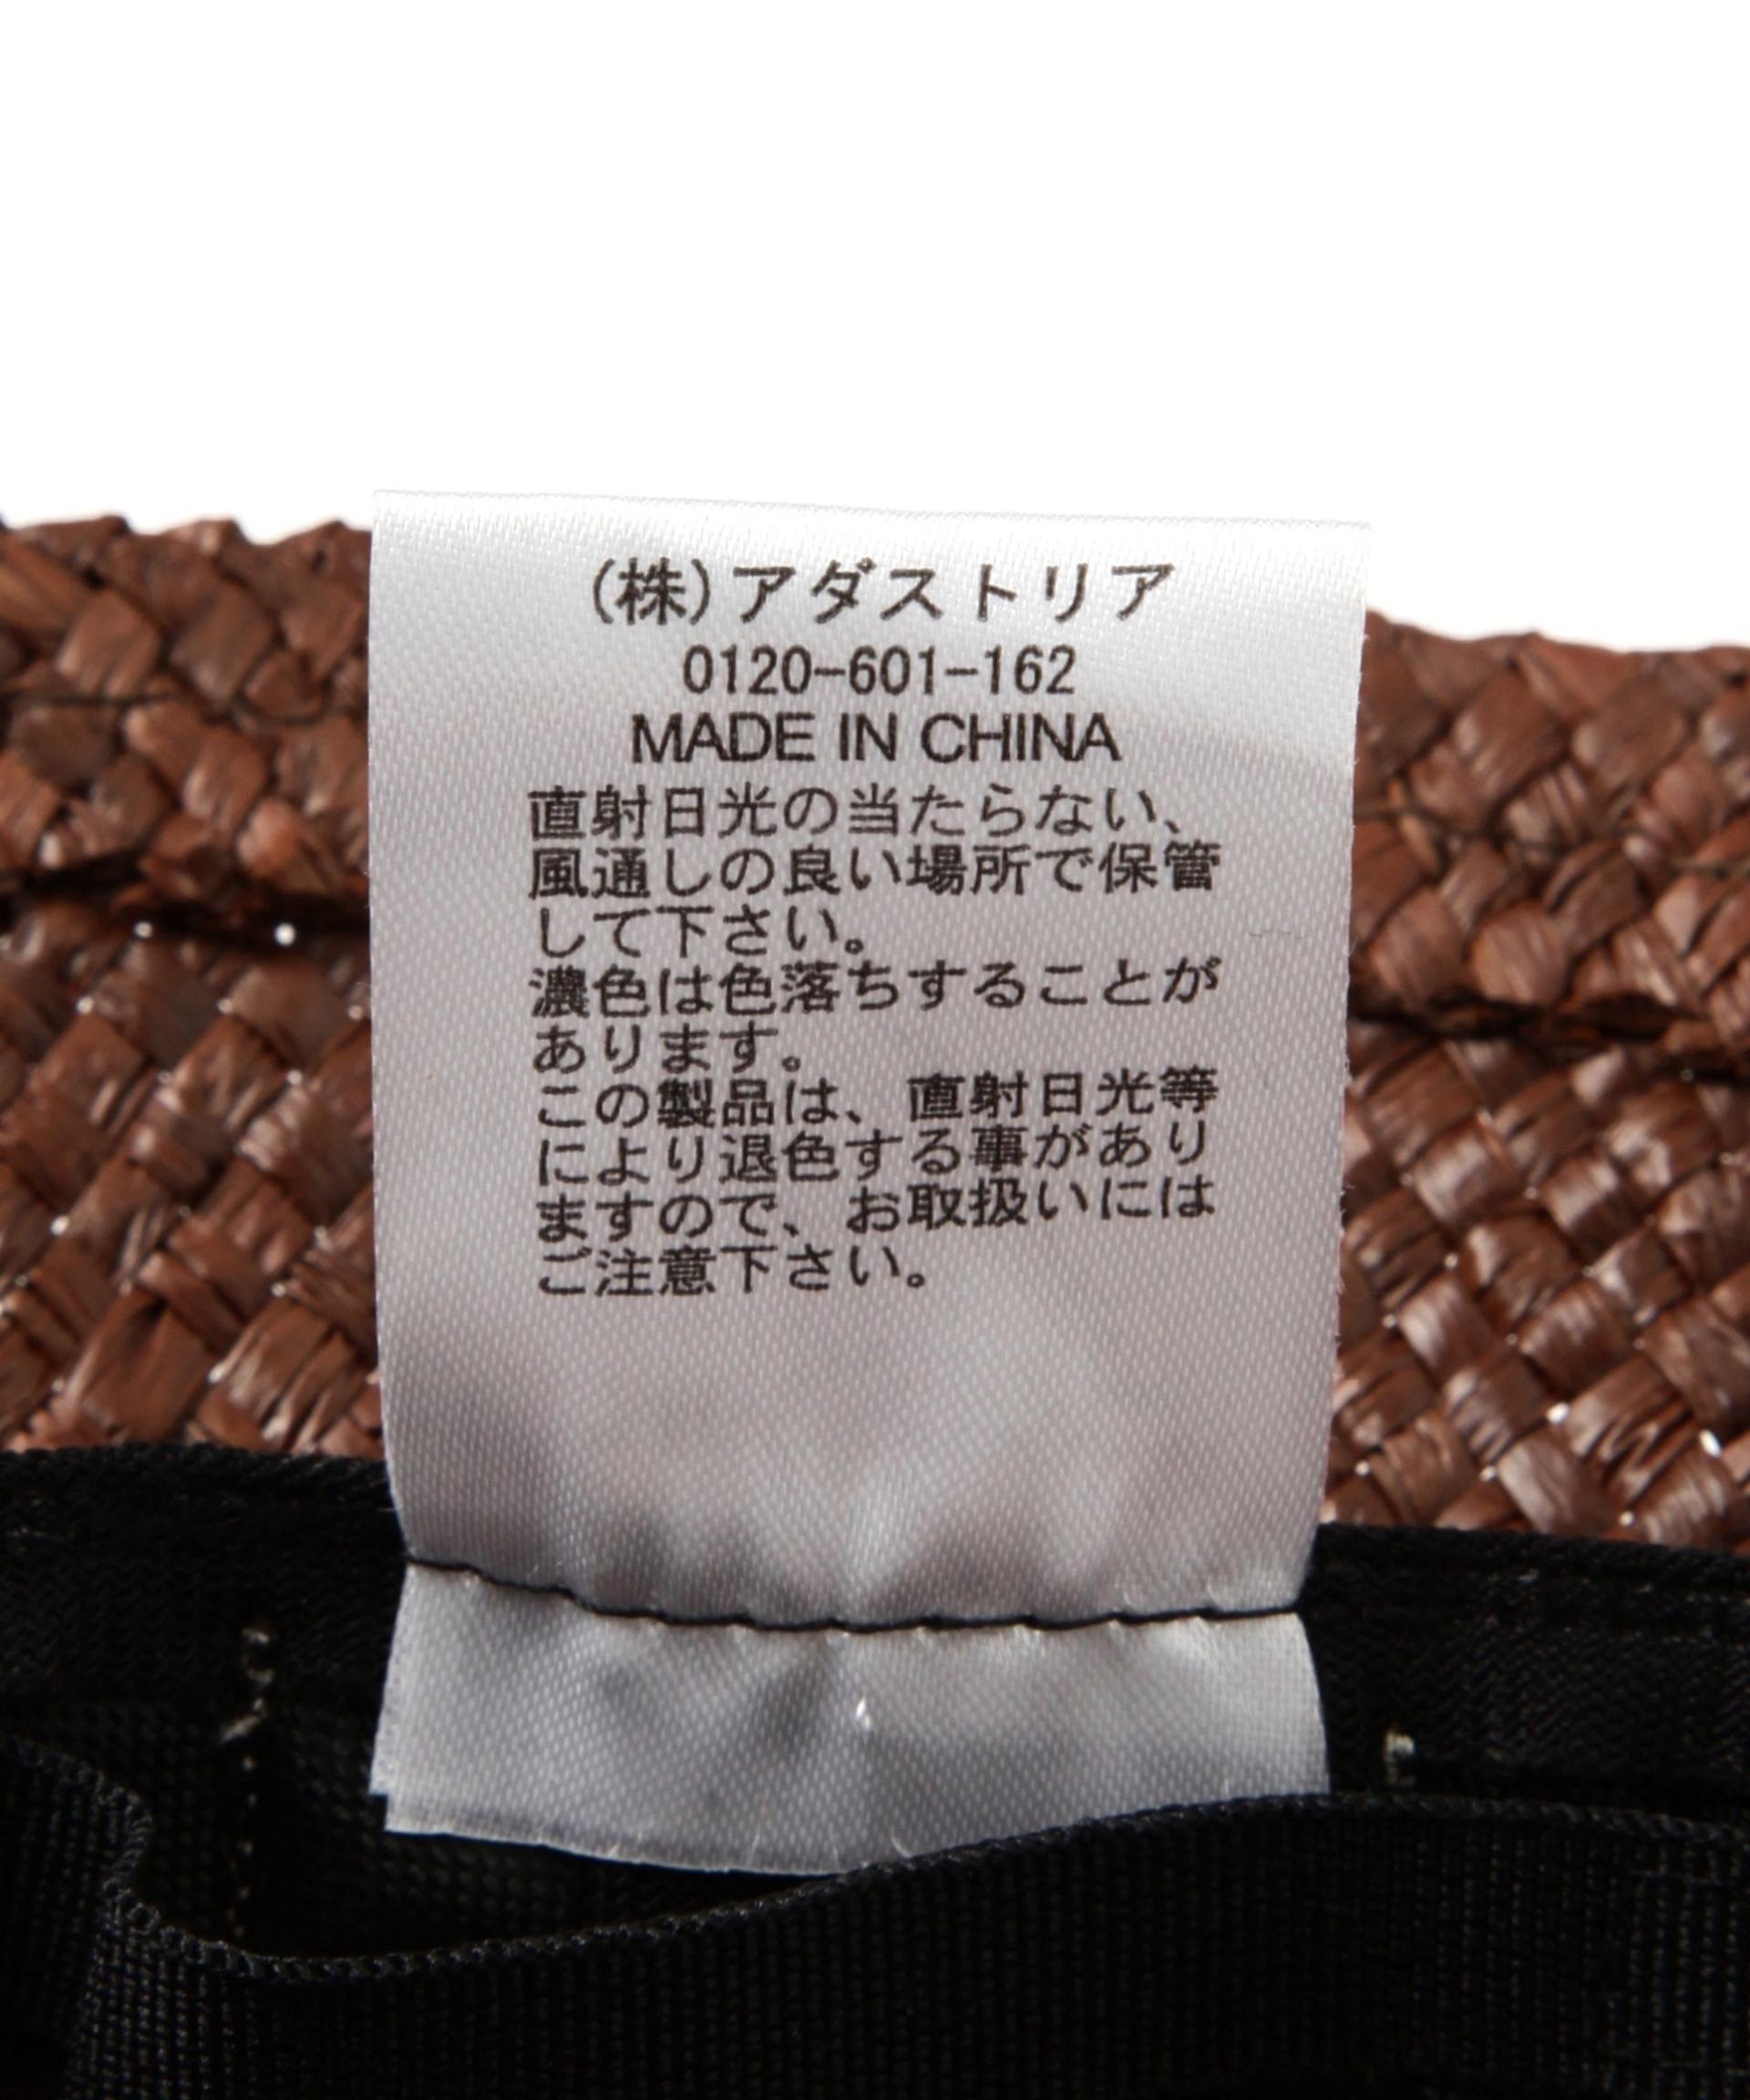 (株)アダストリア
0120-601-162
MADE IN CHINA
直射日光の当たらない、
風通しの良い場所で保管
して下さい。
濃色は色落ちすることが
あります。
この製品は、直射日光等
により退色する事があり
ますので、お取扱いには
ご注意下さい。